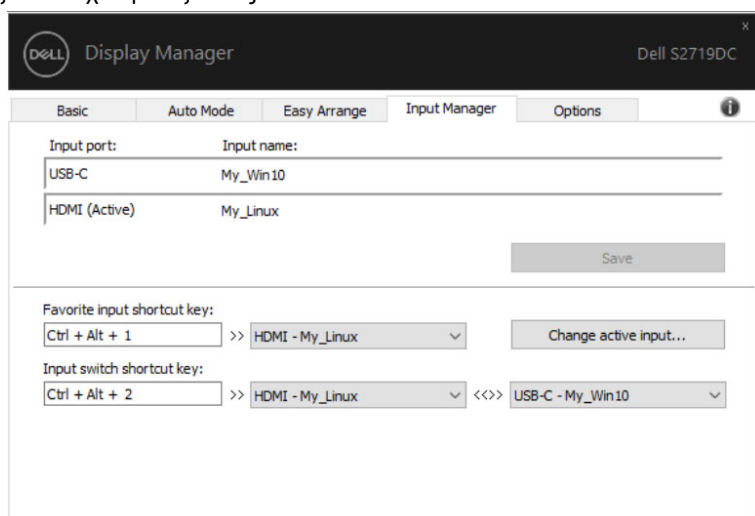 x
DELL Display Manager Dell S2719DC
Basic Auto Mode Easy Arrange Input Manager Options i
Input port: Input name:
USB-C My_Win10
HDMI (Active) My_Linux
Save
Favorite input shortcut key:
Ctrl + Alt + 1 >> HDMI - My_Linux Change active input...
Input switch shortcut key:
Ctrl + Alt + 2 >> HDMI - My_Linux <<>> USB-C - My_Win10